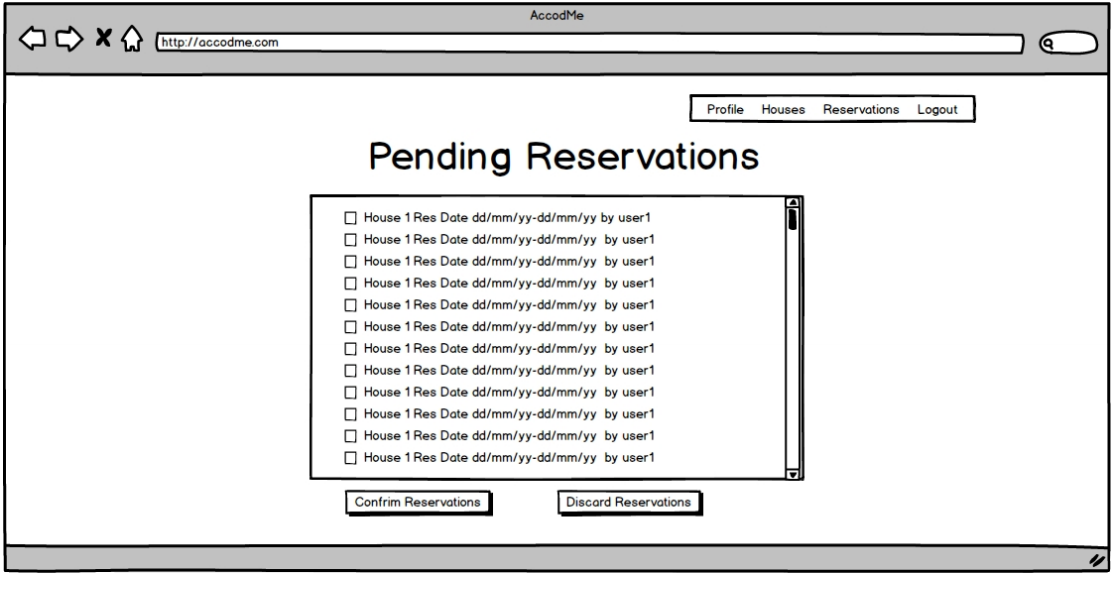 AccodMe
http://accodme.com
Profile Houses Reservations Logout
Pending Reservations
House 1 Res Date dd/mm/yy-dd/mm/yy by user1
House 1 Res Date dd/mm/yy-dd/mm/yy by user1
House 1 Res Date dd/mm/yy-dd/mm/yy by user1
House 1 Res Date dd/mm/yy-dd/mm/yy by user1
House 1 Res Date dd/mm/yy-dd/mm/yy by user1
House 1 Res Date dd/mm/yy-dd/mm/yy by user1
House 1 Res Date dd/mm/yy-dd/mm/yy by user1
House 1 Res Date dd/mm/yy-dd/mm/yy by user1
House 1 Res Date dd/mm/yy-dd/mm/yy by user1
House 1 Res Date dd/mm/yy-dd/mm/yy by user1
House 1 Res Date dd/mm/yy-dd/mm/yy by user1
House 1 Res Date dd/mm/yy-dd/mm/yy by user1
Confrim Reservations Discard Reservations